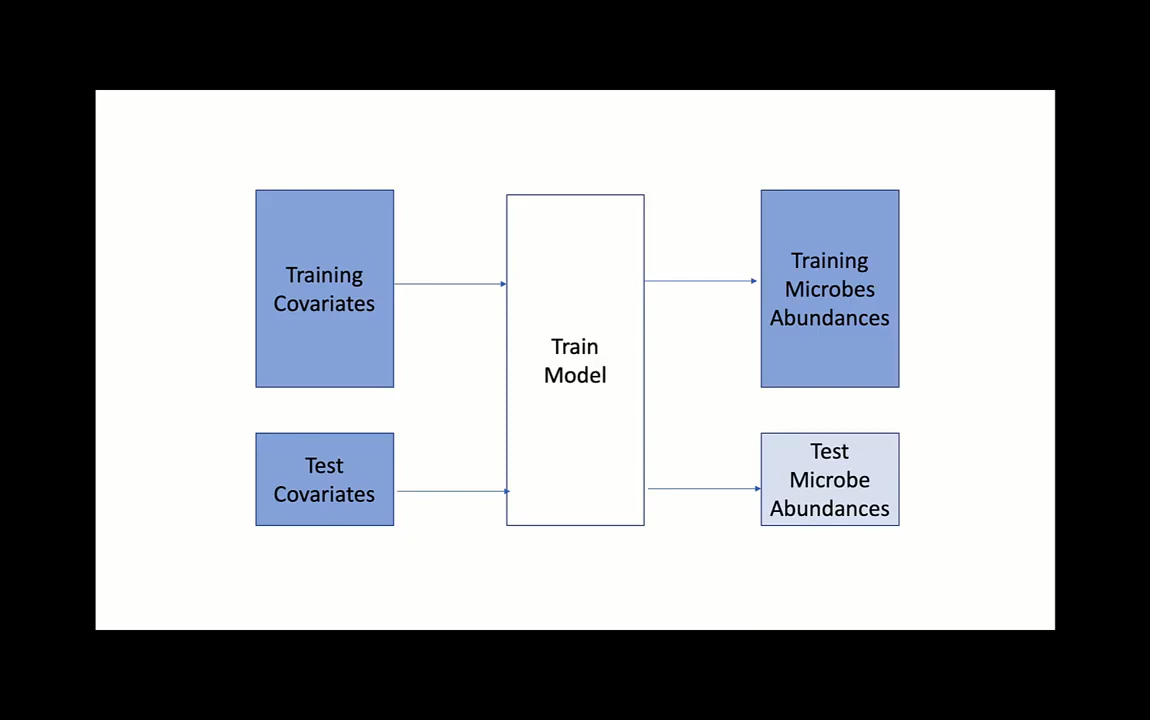 Training
Covariates
Train
Model
Training
Microbes
Abundances
Test
Covariates
Test
Microbe
Abundances